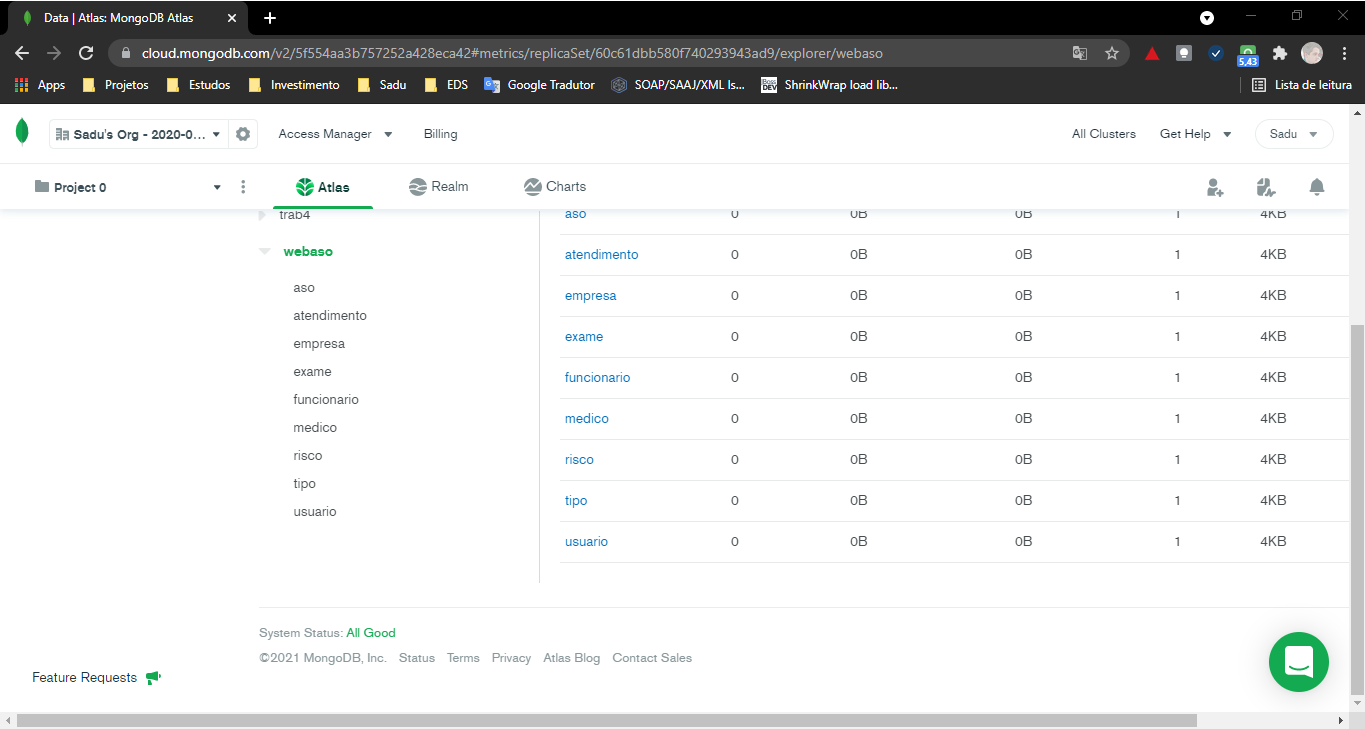 Data | Atlas: MongoDB Atlas
cloud.mongodb.com/v2/5f554aa3b757252a428eca42#metrics/replicaSet/60c61dbb580f740293943ad9/explorer/webaso
5,43
Apps Projetos Estudos Investimento Sadu EDS Google Tradutor SOAP/SAAJ/XML Is... BossDEV ShrinkWrap load lib... Lista de leitura
Sadu's Org - 2020-0... Access Manager Billing All Clusters Get Help Sadu
Project 0 Atlas Realm Charts
trab4
webaso
aso
atendimento
empresa
exame
funcionario
medico
risco
tipo
usuario
aso 0 0B 0B 1 4KB
atendimento 0 0B 0B 1 4KB
empresa 0 0B 0B 1 4KB
exame 0 0B 0B 1 4KB
funcionario 0 0B 0B 1 4KB
medico 0 0B 0B 1 4KB
risco 0 0B 0B 1 4KB
tipo 0 0B 0B 1 4KB
usuario 0 0B 0B 1 4KB
System Status: All Good
©2021 MongoDB, Inc. Status Terms Privacy Atlas Blog Contact Sales
Feature Requests